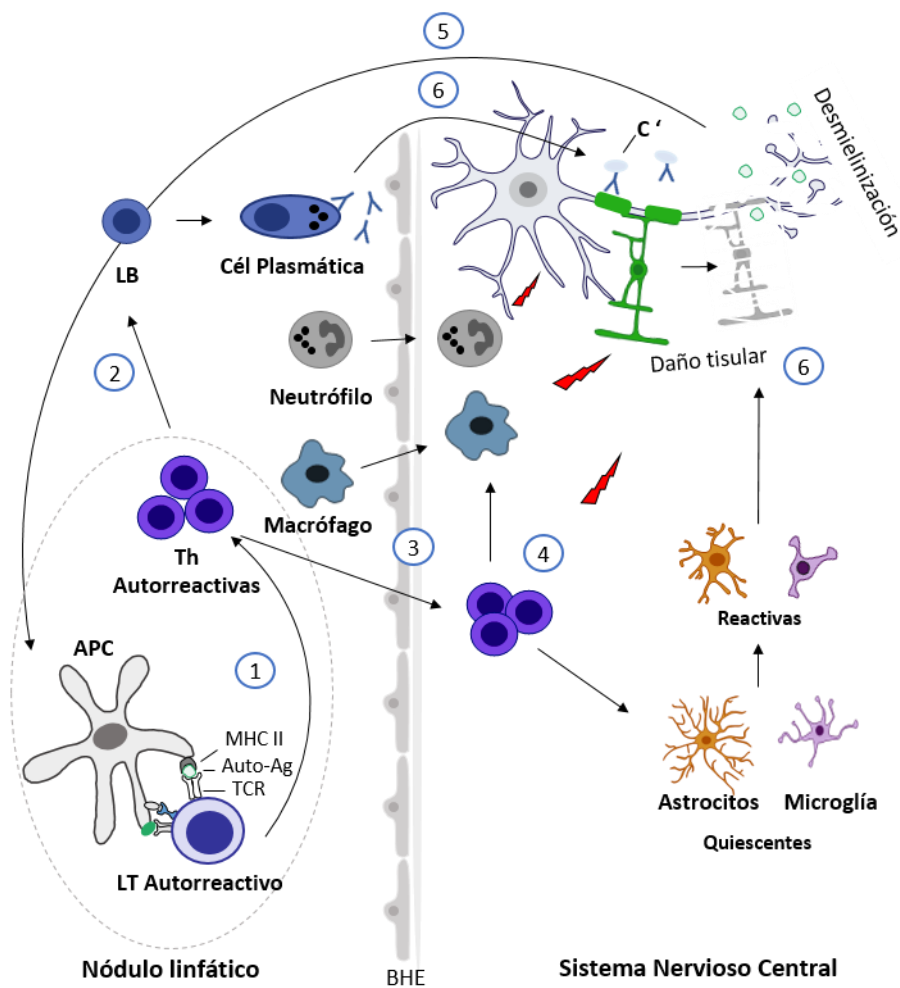 5
6
C '
Desmielinización
LB
Cél Plasmática
2
Neutrófilo
Daño tisular
6
Macrófago
3
4
Th
Autorreactivas
Reactivas
APC
1
MHC II
Auto-Ag
TCR
Astrocitos
Microglía
Quiescentes
LT Autorreactivo
Nódulo linfático
BHE
Sistema Nervioso Central